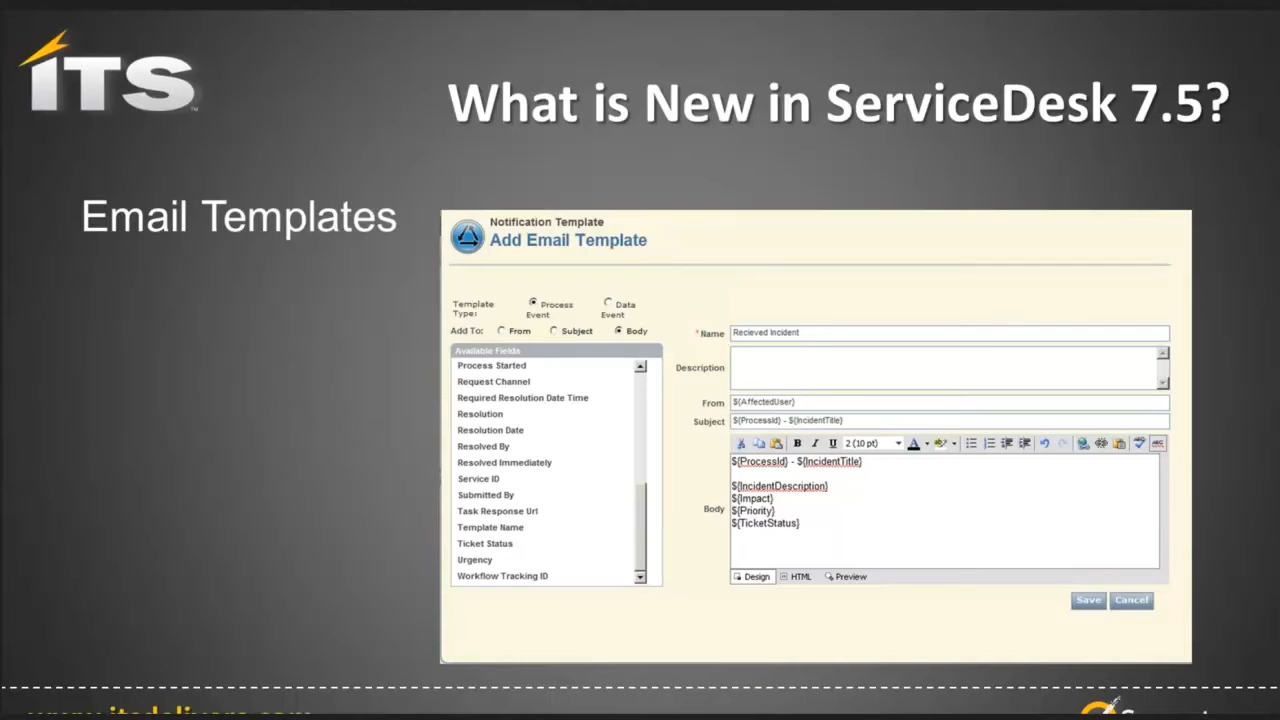 iTS
What is New in ServiceDesk 7.5?
Email Templates
Notification Template
Add Email Template
Template Type:
Process Event
Data Event
Add To:
From
Subject
Body
Available Fields
Process Started
Request Channel
Required Resolution Date Time
Resolution
Resolution Date
Resolved By
Resolved Immediately
Service ID
Submitted By
Task Response Url
Template Name
Ticket Status
Urgency
Workflow Tracking ID
*Name
Recieved Incident
Description
From
${AffectedUser}
Subject
${ProcessId} - ${IncidentTitle}
B I U 2 (10 pt) A
Body
${ProcessId} - ${IncidentTitle}
${IncidentDescription}
${Impact}
${Priority}
${TicketStatus}
Design
HTML
Preview
Save
Cancel